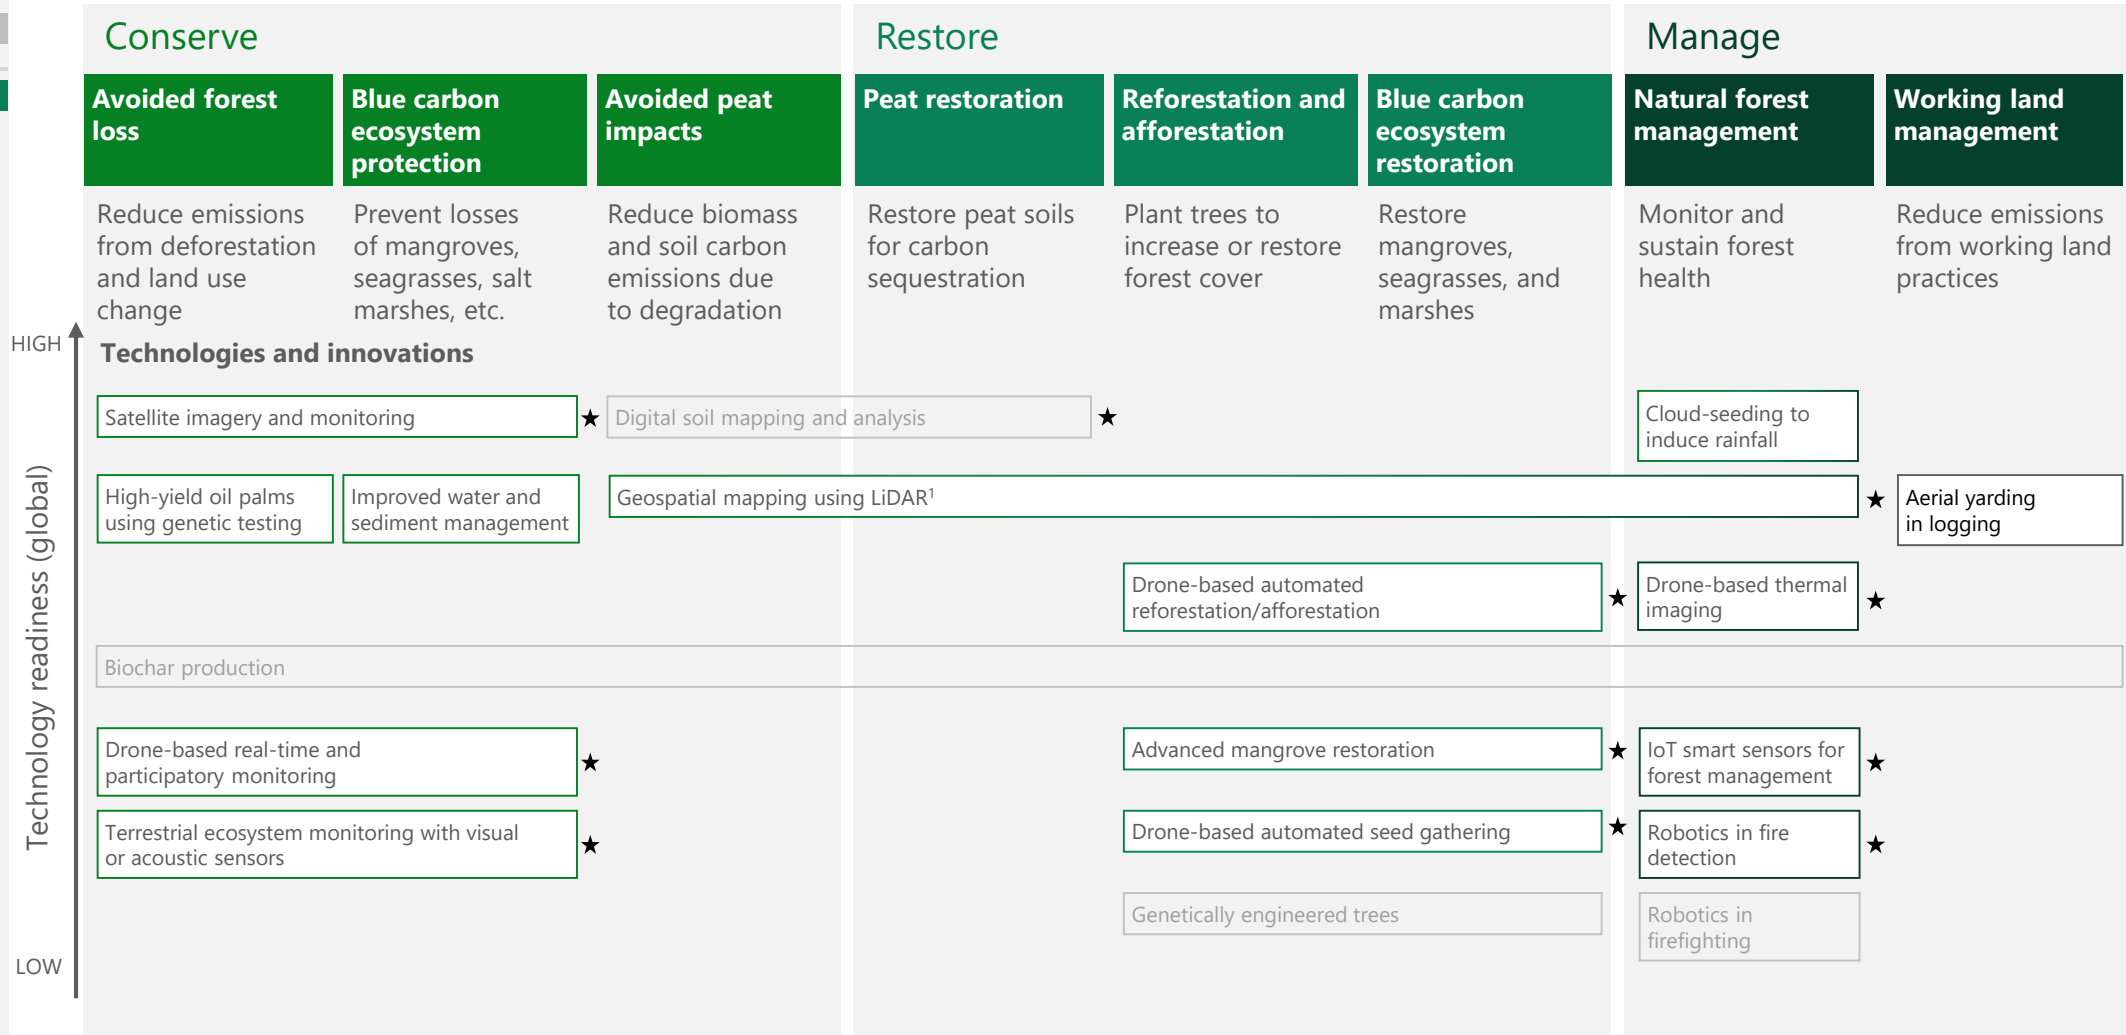 Conserve
Restore
Manage
Avoided forest
loss
Blue carbon
ecosystem
protection
Avoided peat
impacts
Peat restoration
Reforestation and
afforestation
Blue carbon
ecosystem
restoration
Natural forest
management
Working land
management
Reduce emissions
from deforestation
and land use
change
Prevent losses
of mangroves,
seagrasses, salt
marshes, etc.
Reduce biomass
and soil carbon
emissions due
to degradation
Restore peat soils
for carbon
sequestration
Plant trees to
increase or restore
forest cover
Restore
mangroves,
seagrasses, and
marshes
Monitor and
sustain forest
health
Reduce emissions
from working land
practices
HIGH
Technology readiness (global)
LOW
Technologies and innovations
Satellite imagery and monitoring ★
Digital soil mapping and analysis ★
Cloud-seeding to
induce rainfall
High-yield oil palms
using genetic testing
Improved water and
sediment management
Geospatial mapping using LiDAR¹ ★
Aerial yarding
in logging
Drone-based automated
reforestation/afforestation ★
Drone-based thermal
imaging ★
Biochar production
Drone-based real-time and
participatory monitoring ★
Advanced mangrove restoration ★
IoT smart sensors for
forest management ★
Terrestrial ecosystem monitoring with visual
or acoustic sensors ★
Drone-based automated seed gathering ★
Robotics in fire
detection ★
Genetically engineered trees
Robotics in
firefighting